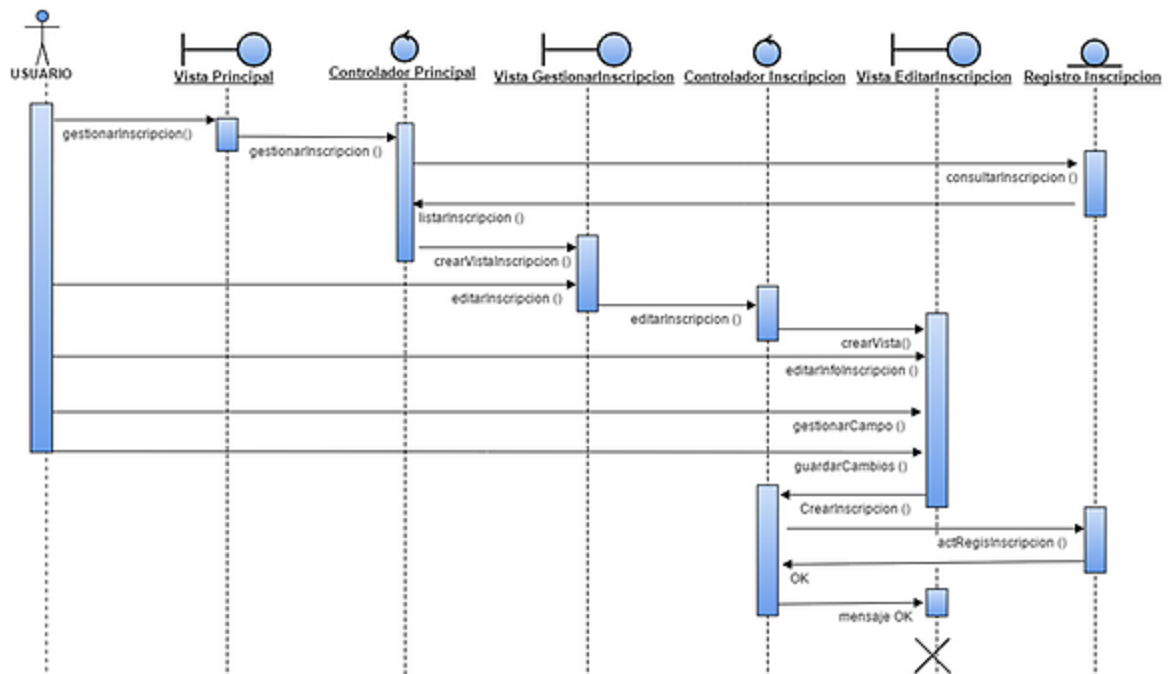 USUARIO
Vista Principal
Controlador Principal
Vista GestionarInscripcion
Controlador Inscripcion
Vista EditarInscripcion
Registro Inscripcion
gestionarInscripcion()
gestionarInscripcion ()
consultarInscripcion ()
listarInscripcion ()
crearVistaInscripcion ()
editarInscripcion ()
editarInscripcion ()
crearVista()
editarInfoInscripcion ()
gestionarCampo ()
guardarCambios ()
CrearInscripcion ()
actRegisInscripcion ()
OK
mensaje OK